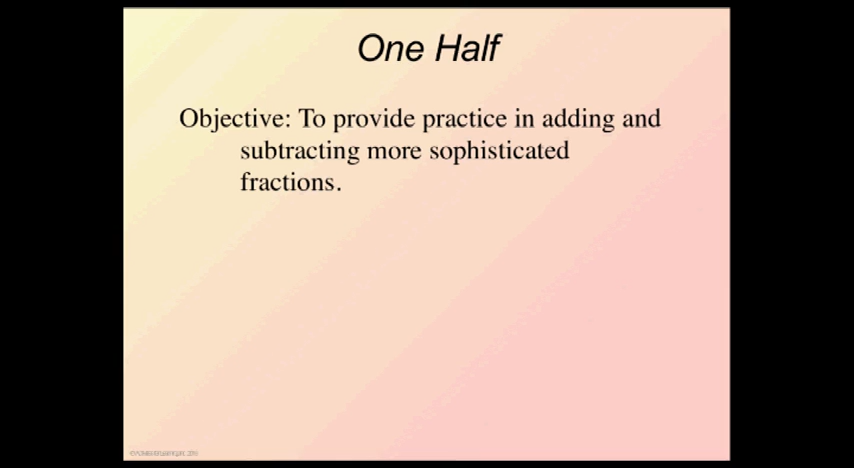 One Half
Objective: To provide practice in adding and
subtracting more sophisticated
fractions.